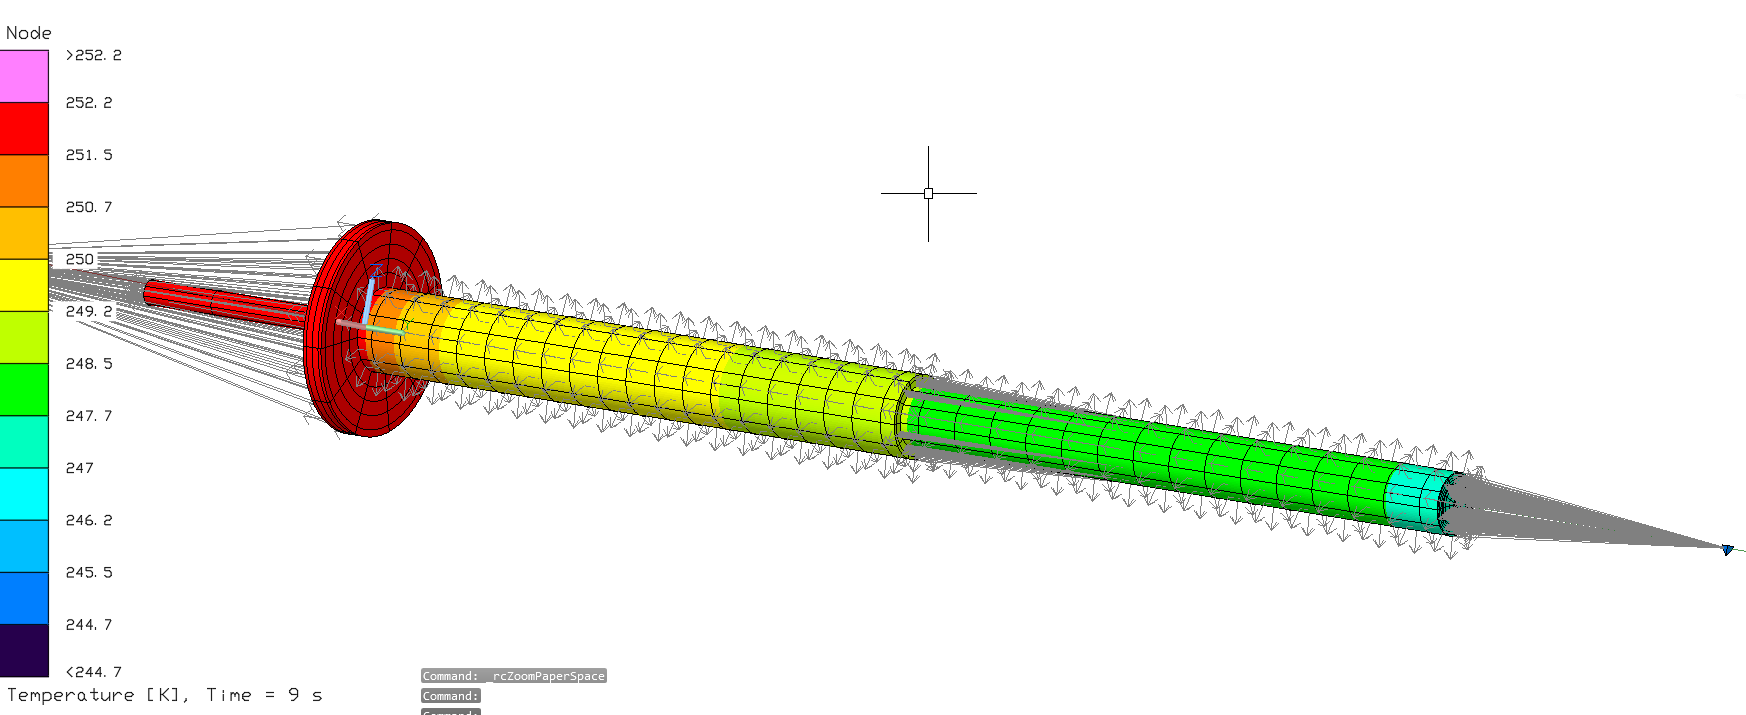 Node
>252.2
252.2
251.5
250.7
250
249.2
248.5
247.7
247
246.2
245.5
244.7
<244.7
Temperature [K], Time = 9 s
Command: _rcZoomPaperSpace
Command:
Command: